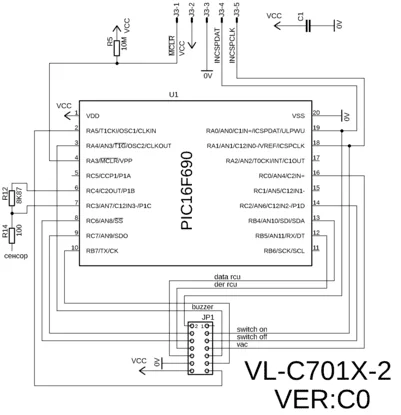 J3-1
J3-2
J3-3
J3-4
J3-5
VCC
C1
0V
R5
10M
VCC
MCLR
VCC
INCSPDAT
INCSPCLK
0V
U1
VCC
1 VDD VSS 20 0V
2 RA5/T1CKI/OSC1/CLKIN RA0/AN0/C1IN+/ICSPDAT/ULPWU 19
3 RA4/AN3/T1G/OSC2/CLKOUT RA1/AN1/C12IN0-/VREF/ICSPCLK 18
4 RA3/MCLR/VPP RA2/AN2/T0CKI/INT/C1OUT 17
5 RC5/CCP1/P1A RC0/AN4/C2IN+ 16
6 RC4/C2OUT/P1B RC1/AN5/C12IN1- 15
7 RC3/AN7/C12IN3-/P1C RC2/AN6/C12IN2-/P1D 14
8 RC6/AN8/SS RB4/AN10/SDI/SDA 13
9 RC7/AN9/SDO RB5/AN11/RX/DT 12
10 RB7/TX/CK RB6/SCK/SCL 11
PIC16F690
R12
8K87
R14
100
сенсор
data rcu
der rcu
buzzer
JP1
2 1
switch on
switch off
vac
VCC
0V
VL-C701X-2
VER:C0